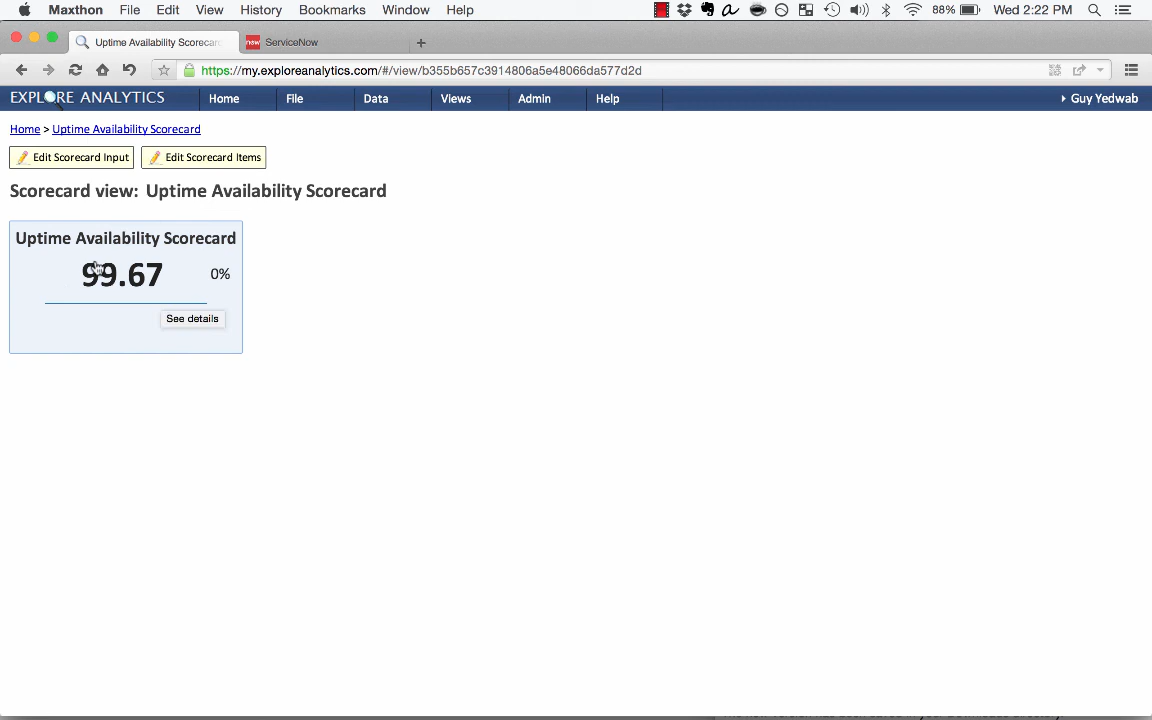 Maxthon File Edit View History Bookmarks Window Help 88% Wed 2:22 PM
Uptime Availability Scorecard ServiceNow
https://my.exploreanalytics.com/#/view/b355b657c3914806a5e48066da577d2d
EXPLORE ANALYTICS Home File Data Views Admin Help Guy Yedwab
Home > Uptime Availability Scorecard
Edit Scorecard Input Edit Scorecard Items
Scorecard view: Uptime Availability Scorecard
Uptime Availability Scorecard
99.67 0%
See details